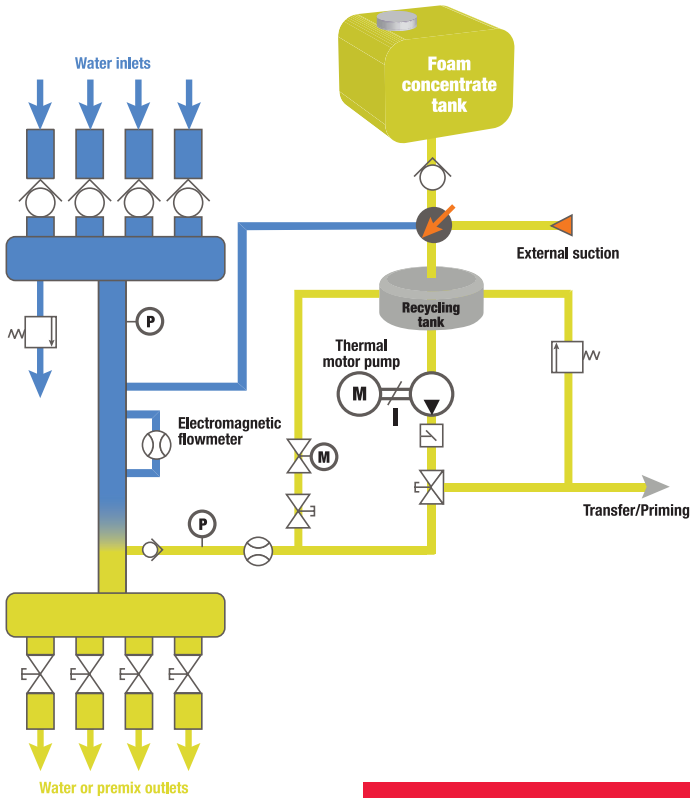 Water inlets
Foam
concentrate
tank
External suction
P
Recycling
tank
Thermal
motor pump
M
Electromagnetic
flowmeter
M
Transfer/Priming
P
Water or premix outlets